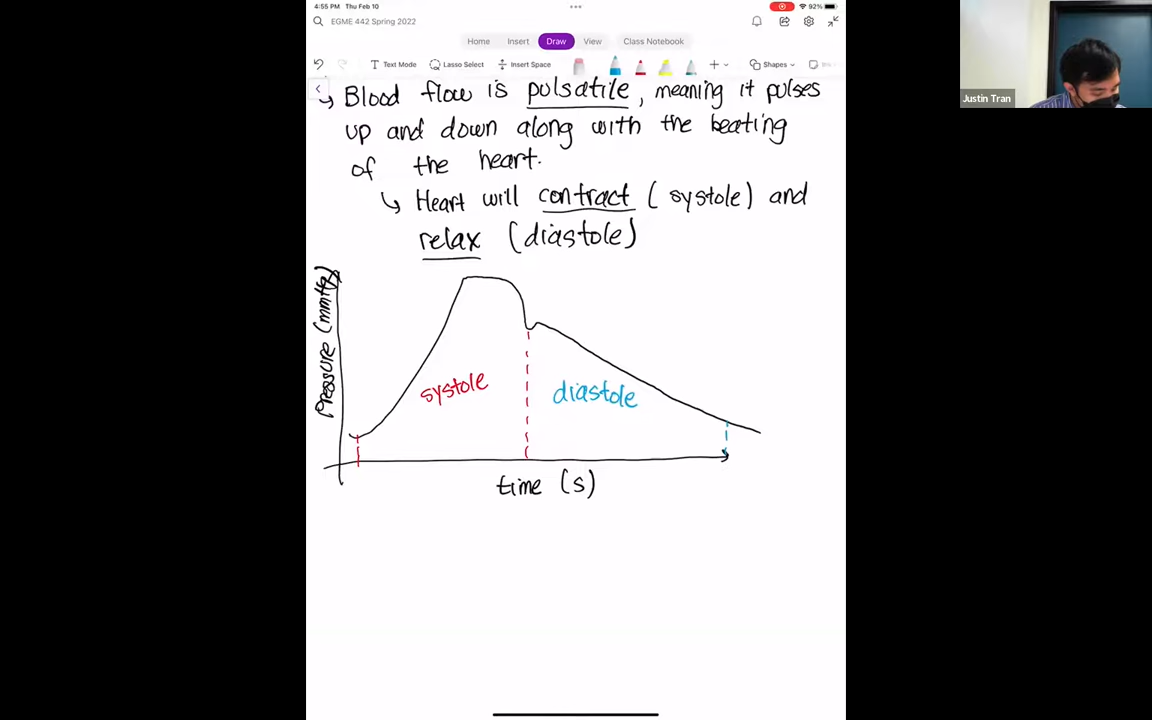 4:55 PM Thu Feb 10
92%
EGME 442 Spring 2022
Home Insert Draw View Class Notebook
Text Mode Lasso Select Insert Space Shapes
Blood flow is pulsatile, meaning it pulses
up and down along with the beating
of the heart.
Heart will contract (systole) and
relax (diastole)
Pressure (mmHg)
systole
diastole
time (s)
Justin Tran